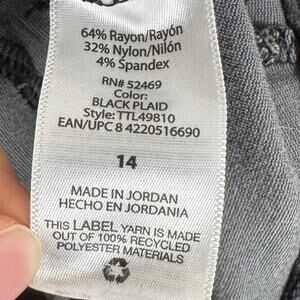 64% Rayon/Rayón
32% Nylon/Nilón
4% Spandex
RN# 52469
Color:
BLACK PLAID
Style: TTL49810
EAN/UPC 8 4220516690
14
MADE IN JORDAN
HECHO EN JORDANIA
THIS LABEL YARN IS MADE
OUT OF 100% RECYCLED
POLYESTER MATERIALS